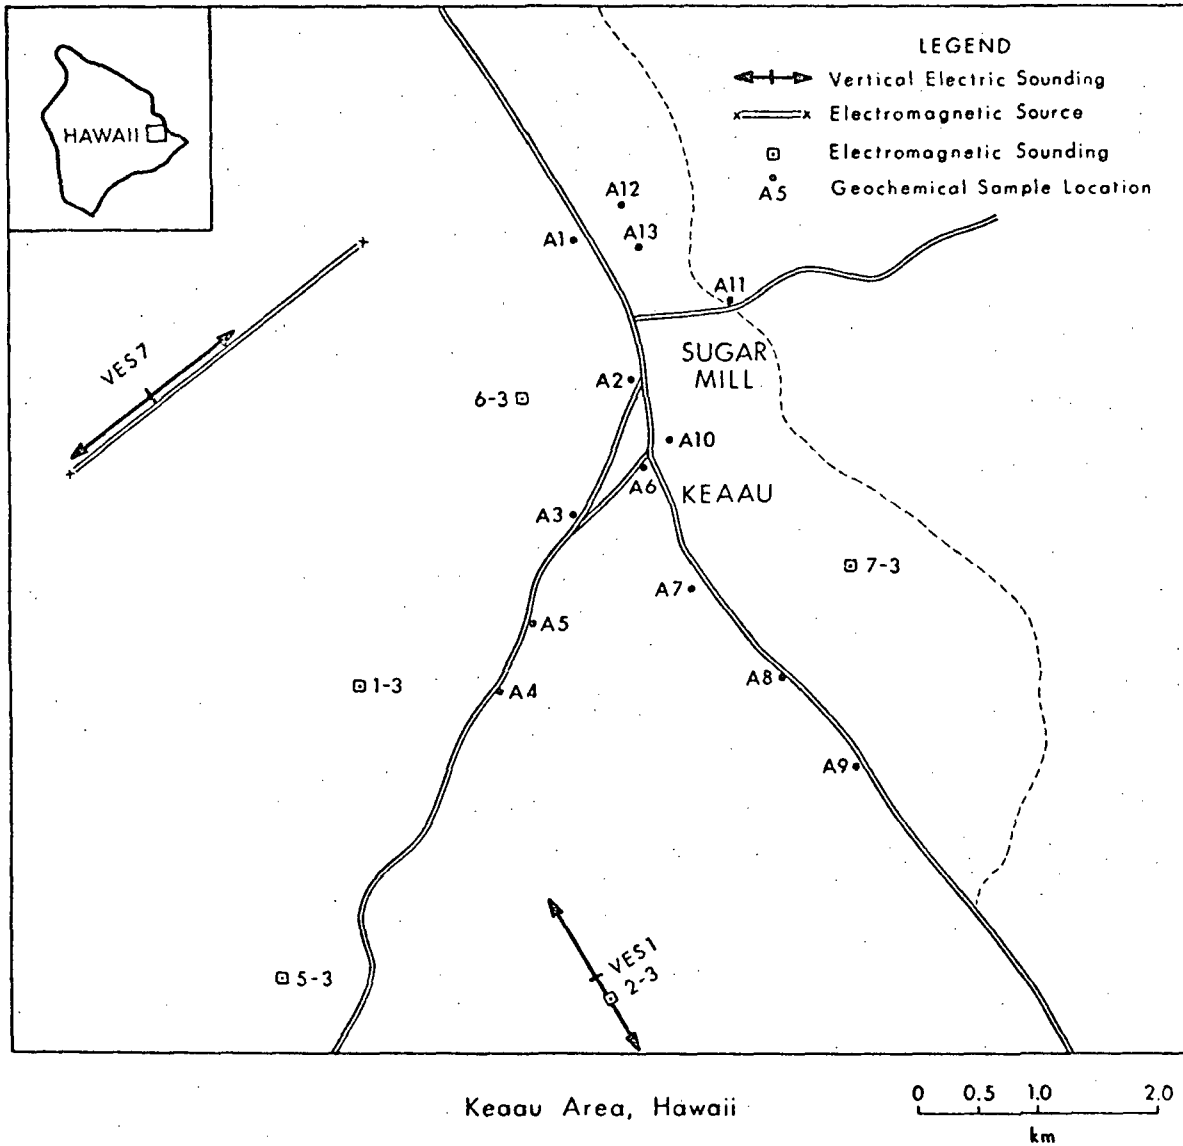 HAWAII
LEGEND
Vertical Electric Sounding
Electromagnetic Source
Electromagnetic Sounding
A5 Geochemical Sample Location
A12
A1
A13
A11
VES7
SUGAR
MILL
A2
6-3
A10
A6
KEAAU
A3
7-3
A7
A5
A8
1-3
A4
A9
VES1
2-3
5-3
Keaau Area, Hawaii
0 0.5 1.0 2.0
km